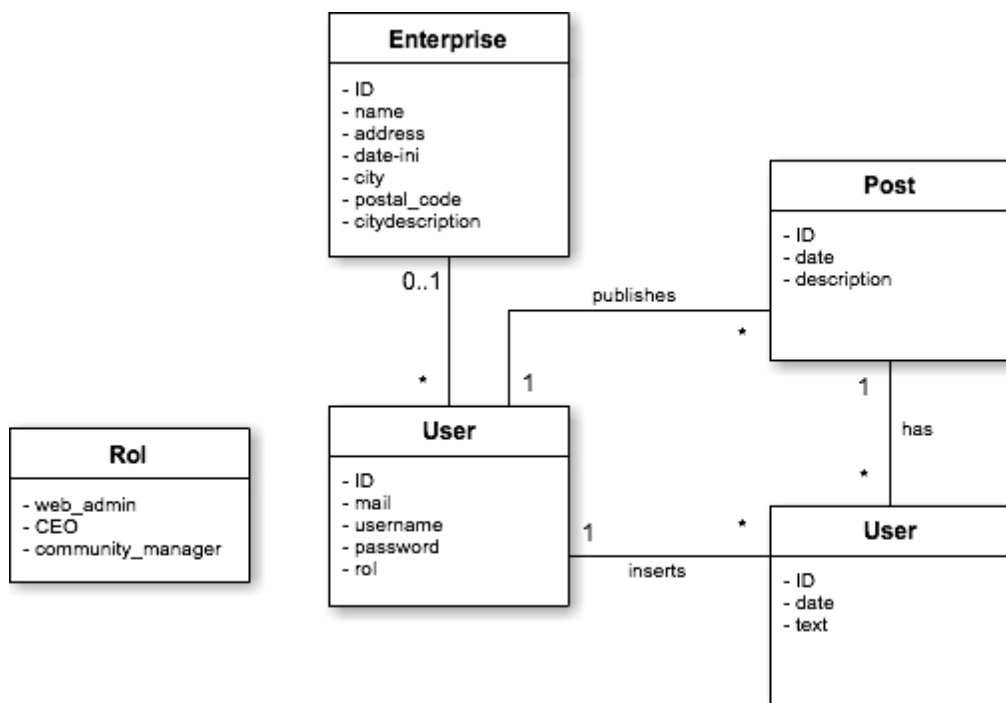 Enterprise
- ID
- name
- address
- date-ini
- city
- postal_code
- citydescription
0..1
*
Post
- ID
- date
- description
publishes
*
1
1
has
*
Rol
- web_admin
- CEO
- community_manager
User
- ID
- mail
- username
- password
- rol
1
inserts
*
User
- ID
- date
- text